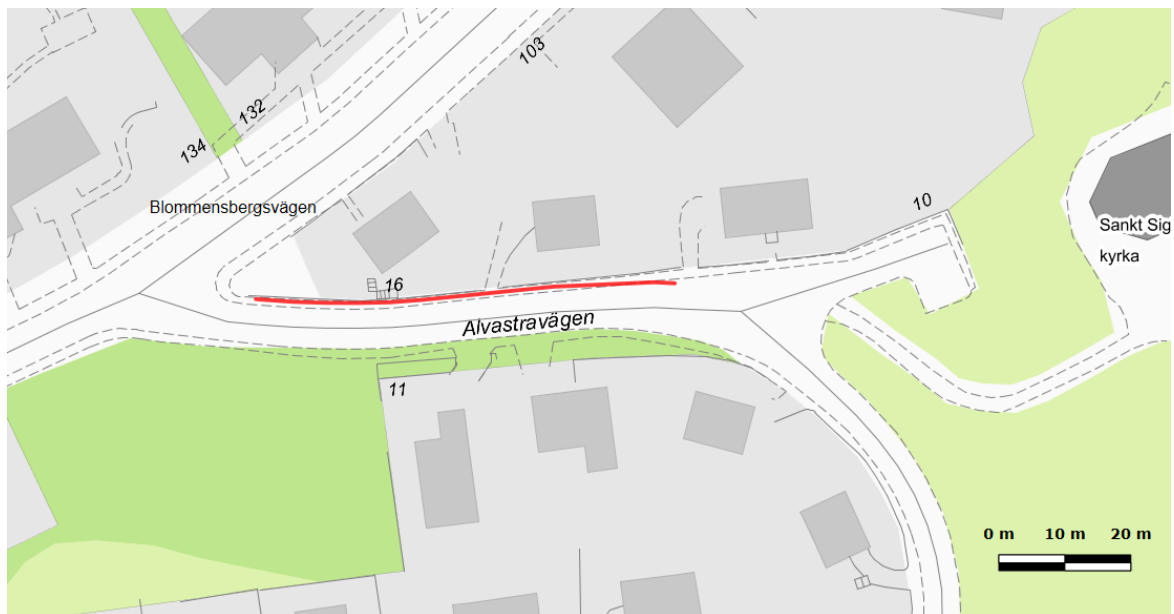 103
132
134
Blommensbergsvägen
10
Sankt Sig
kyrka
16
Alvastravägen
11
0 m 10 m 20 m